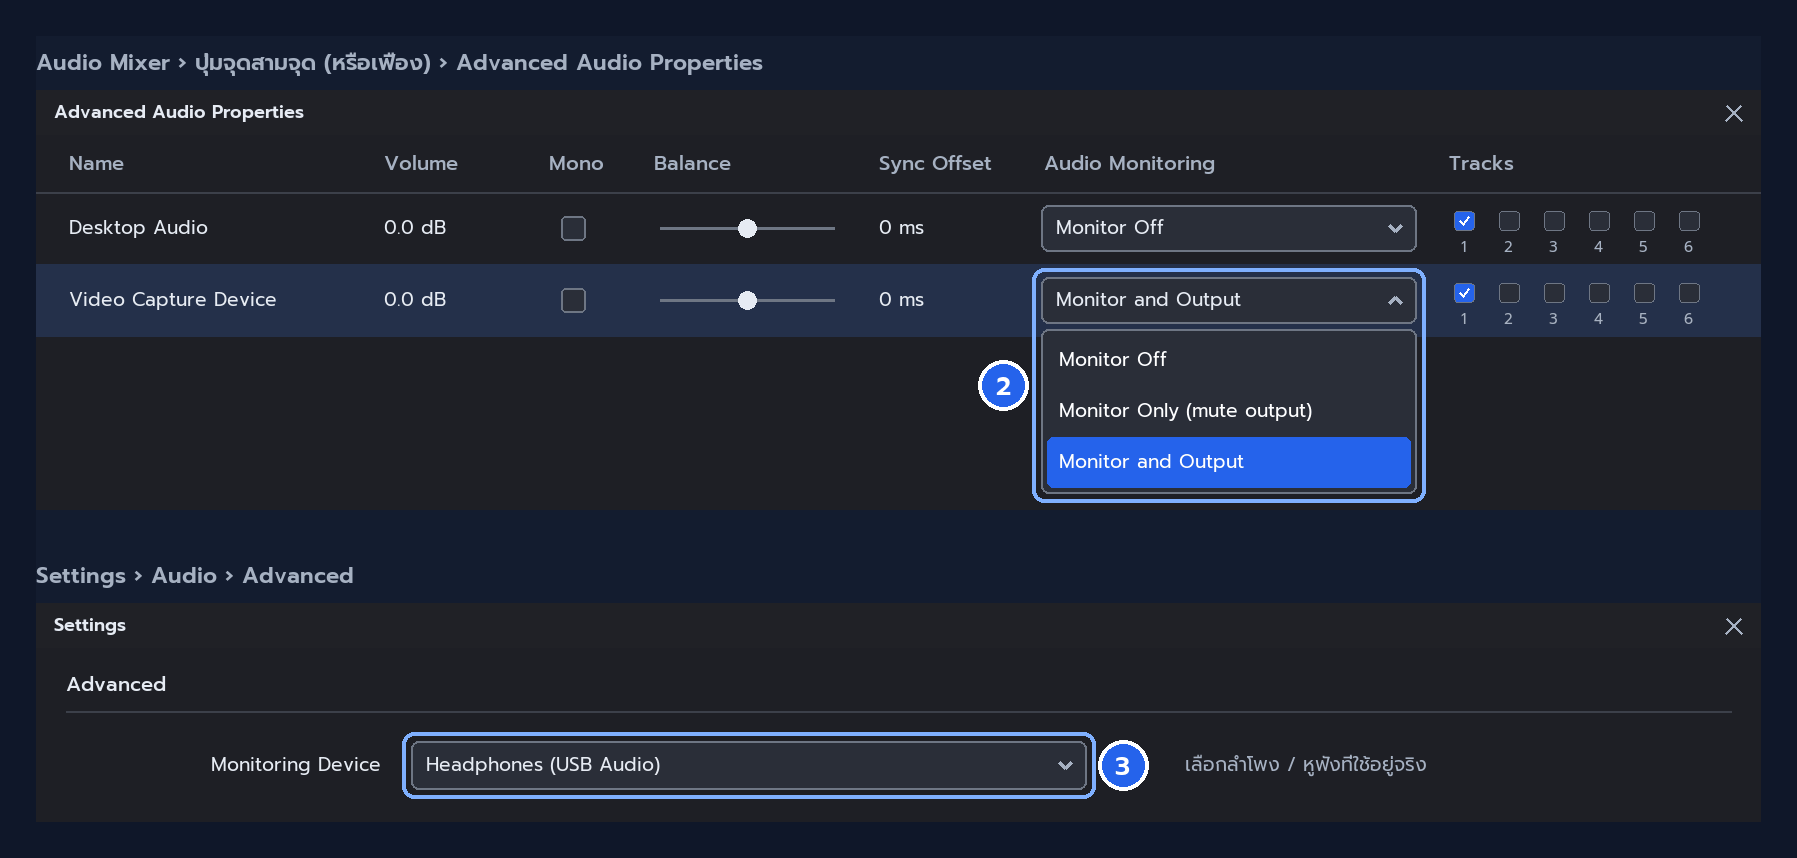 Audio Mixer › ปุ่มจุดสามจุด (หรือเฟือง) › Advanced Audio Properties
Advanced Audio Properties
Name Volume Mono Balance Sync Offset Audio Monitoring Tracks
Desktop Audio 0.0 dB 0 ms Monitor Off 1 2 3 4 5 6
Video Capture Device 0.0 dB 0 ms Monitor and Output 1 2 3 4 5 6
Monitor Off
2
Monitor Only (mute output)
Monitor and Output
Settings › Audio › Advanced
Settings
Advanced
Monitoring Device Headphones (USB Audio) 3 เลือกลำโพง / หูฟังที่ใช้อยู่จริง